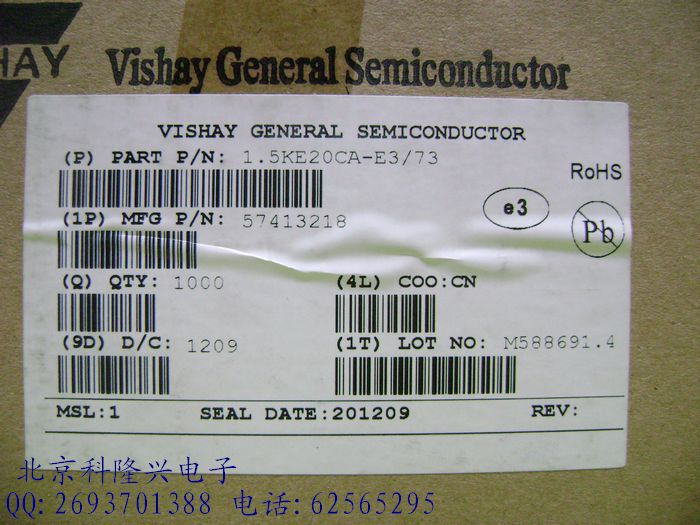 HAY
Vishay General Semiconductor
VISHAY GENERAL SEMICONDUCTOR
(P) PART P/N: 1.5KE20CA-E3/73
RoHS
(1P) MFG P/N: 57413218
e3
Pb
(Q) QTY: 1000
(4L) COO:CN
(9D) D/C: 1209
(1T) LOT NO: M588691.4
MSL:1 SEAL DATE:201209 REV:
北京科隆兴电子
QQ: 2693701388 电话: 62565295